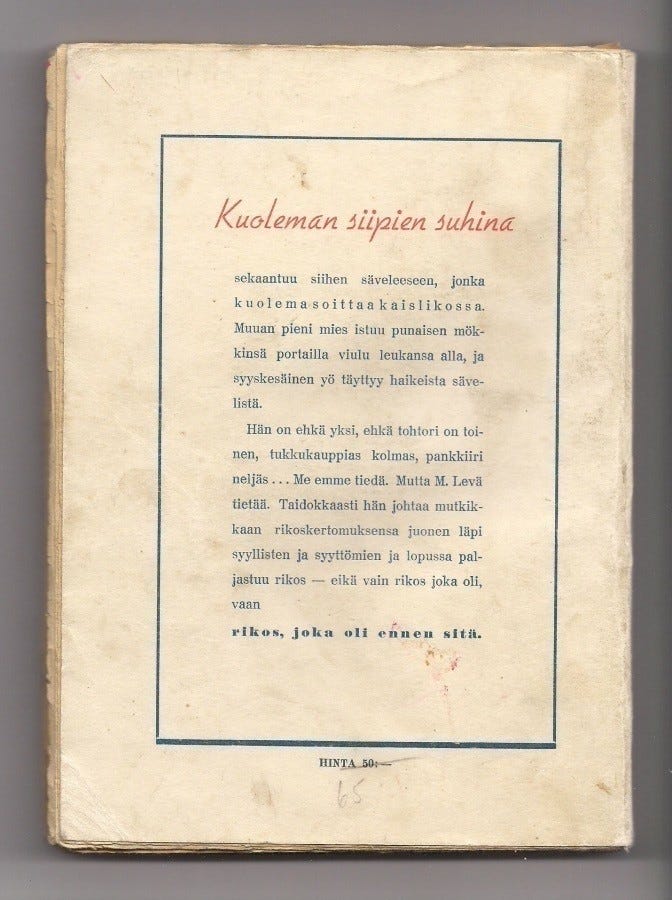 Kuoleman siipien suhina
sekaantuu siihen säveleeseen, jonka
kuolema soittaa kaislikossa.
Muuan pieni mies istuu punaisen mök-
kinsä portailla viulu leukansa alla, ja
syyskesäinen yö täyttyy haikeista säve-
listä.
Hän on ehkä yksi, ehkä tohtori on toi-
nen, tukkukauppias kolmas, pankkiiri
neljäs... Me emme tiedä. Mutta M. Levä
tietää. Taidokkaasti hän johtaa mutkik-
kaan rikoskertomuksensa juonen läpi
syyllisten ja syyttömien ja lopussa pal-
jastuu rikos — eikä vain rikos joka oli,
vaan
rikos, joka oli ennen sitä.
HINTA 50:—
65